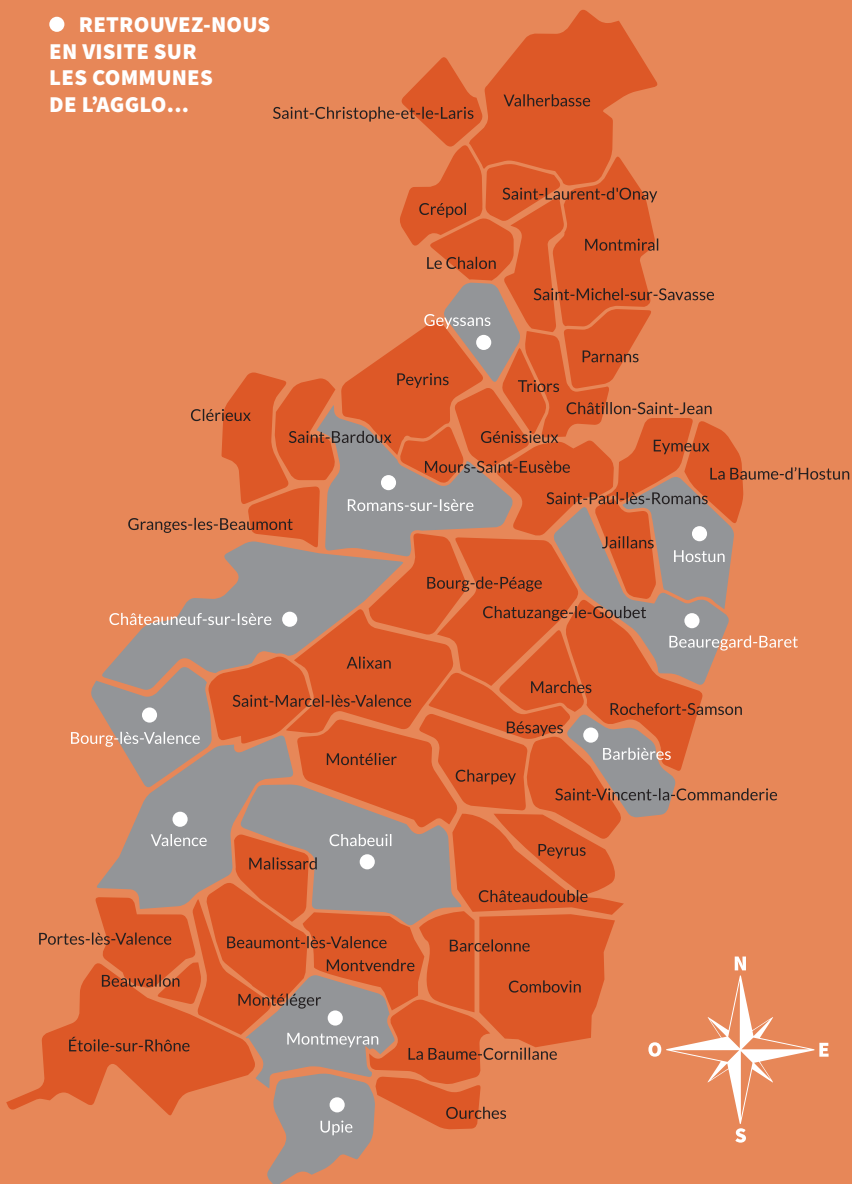 RETROUVEZ-NOUS
EN VISITE SUR
LES COMMUNES
DE L'AGGLO...
Valherbasse
Saint-Christophe-et-le-Laris
Saint-Laurent-d'Onay
Crépol
Montmiral
Le Chalon
Saint-Michel-sur-Savasse
Geyssans
Parnans
Peyrins
Triors
Châtillon-Saint-Jean
Clérieux
Saint-Bardoux
Génissieux
Eymeux
Mours-Saint-Eusèbe
La Baume-d'Hostun
Saint-Paul-lès-Romans
Romans-sur-Isère
Granges-les-Beaumont
Jaillans
Hostun
Bourg-de-Péage
Chatuzange-le-Goubet
Châteauneuf-sur-Isère
Beauregard-Baret
Alixan
Marches
Saint-Marcel-lès-Valence
Rochefort-Samson
Bésayes
Bourg-lès-Valence
Barbières
Montélier
Charpey
Saint-Vincent-la-Commanderie
Valence
Chabeuil
Peyrus
Malissard
Châteaudouble
Portes-lès-Valence
Beaumont-lès-Valence
Barcelonne
Montvendre
Beauvallon
Combovin
Montéléger
Montmeyran
Étoile-sur-Rhône
La Baume-Cornillane
Ourches
Upie
N
O
E
S